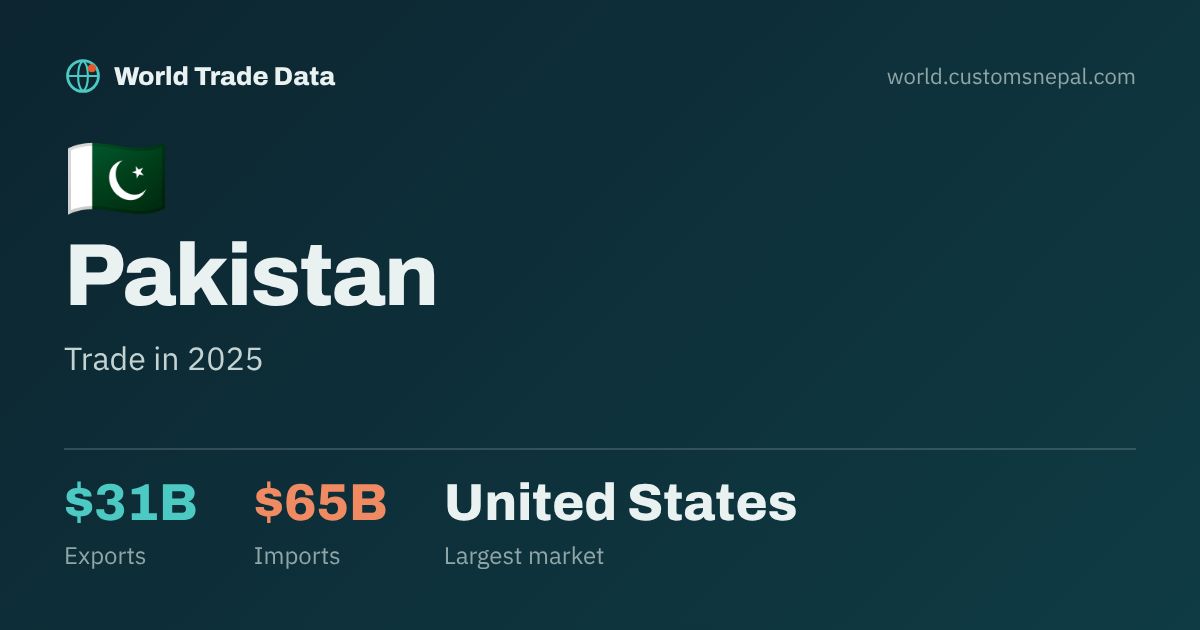 World Trade Data
world.customsnepal.com
Pakistan
Trade in 2025
$31B $65B United States
Exports Imports Largest market